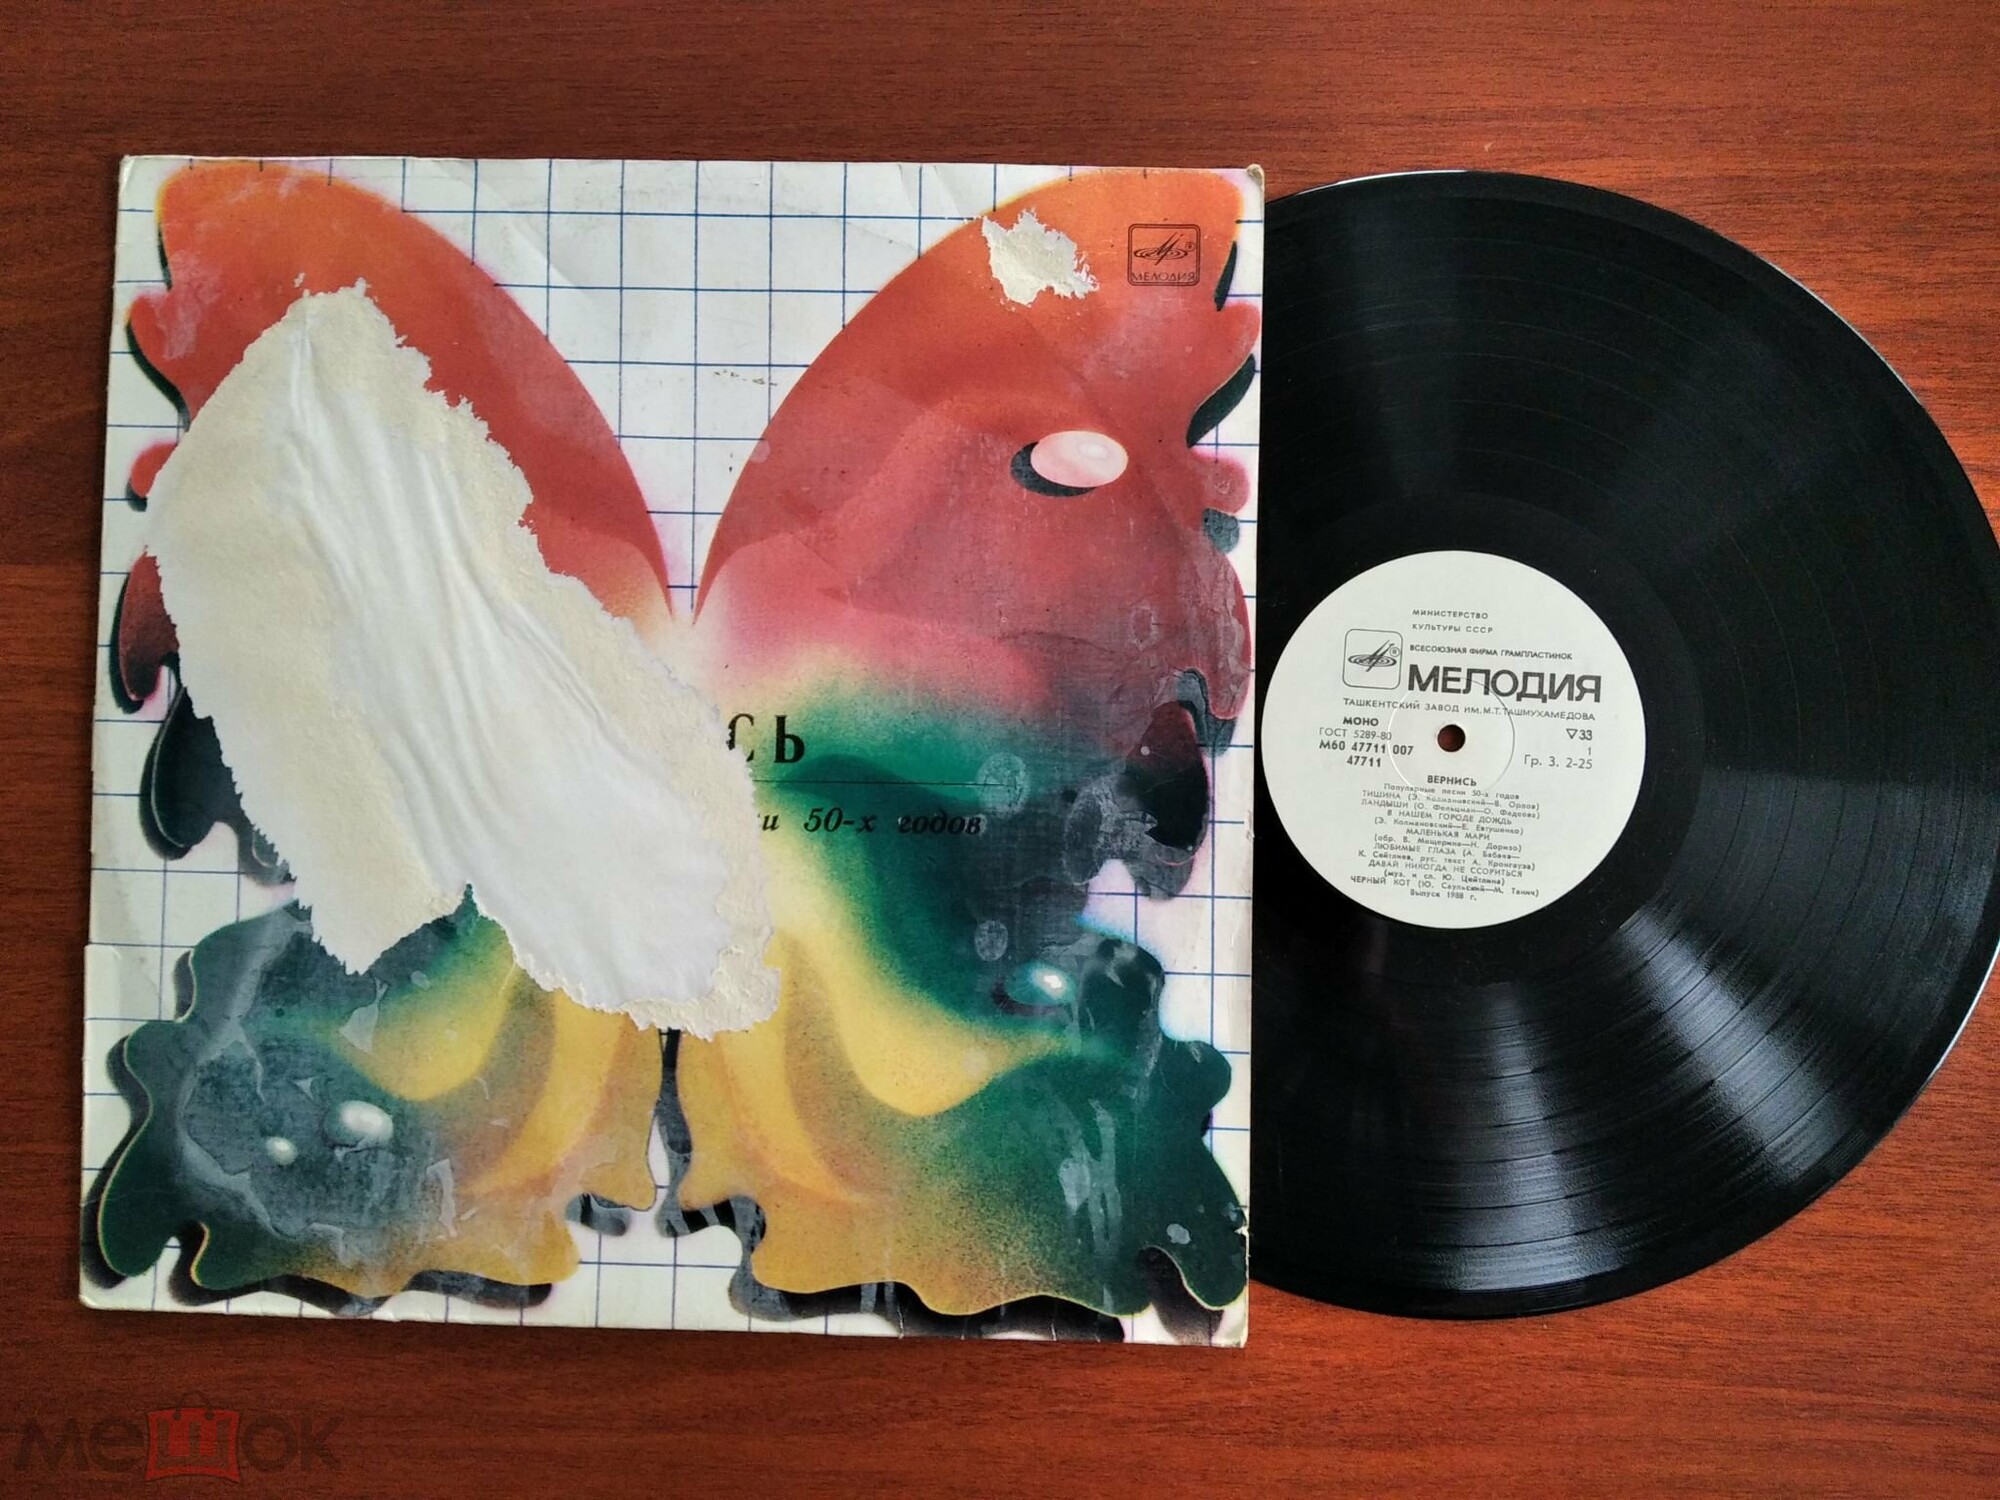 МЕЛОДИЯ
СЬ
и 50-х годов
МИНИСТЕРСТВО
КУЛЬТУРЫ СССР
ВСЕСОЮЗНАЯ ФИРМА ГРАМПЛАСТИНОК
МЕЛОДИЯ
ТАШКЕНТСКИЙ ЗАВОД ИМ. М.Т. ТАШМУХАМЕДОВА
МОНО
ГОСТ 5289-80
М60 47711 007
47711
▽33
1
Гр. 3. 2-25
ВЕРНИСЬ
Популярные песни 50-х годов
ТИШИНА (Э. Колмановский—В. Орлов)
ЛАНДЫШИ (О. Фельцман—О. Фадеева)
В НАШЕМ ГОРОДЕ ДОЖДЬ
(Э. Колмановский—Е. Евтушенко)
МАЛЕНЬКАЯ МАРИ
(обр. В. Мещерина—Н. Доризо)
ЛЮБИМЫЕ ГЛАЗА (А. Бабаев—
К. Сейтлиев, рус. текст А. Кронгауза)
ДАВАЙ НИКОГДА НЕ ССОРИТЬСЯ
(муз. и сл. Ю. Цейтлина)
ЧЕРНЫЙ КОТ (Ю. Саульский—М. Танич)
Выпуск 1988 г.
мешок